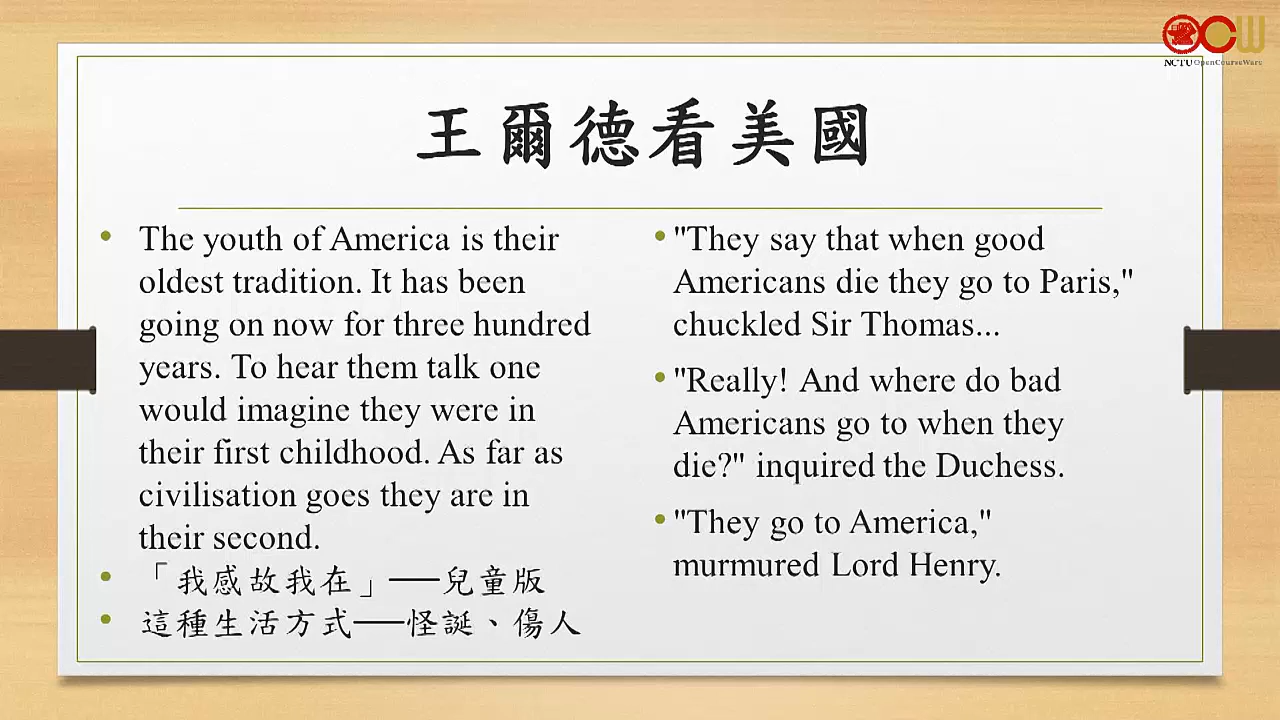 OCW
NCTU OpenCourseWare
王爾德看美國
• The youth of America is their
oldest tradition. It has been
going on now for three hundred
years. To hear them talk one
would imagine they were in
their first childhood. As far as
civilisation goes they are in
their second.
• 「我感故我在」──兒童版
• 這種生活方式──怪誕、傷人
• "They say that when good
Americans die they go to Paris,"
chuckled Sir Thomas...
• "Really! And where do bad
Americans go to when they
die?" inquired the Duchess.
• "They go to America,"
murmured Lord Henry.